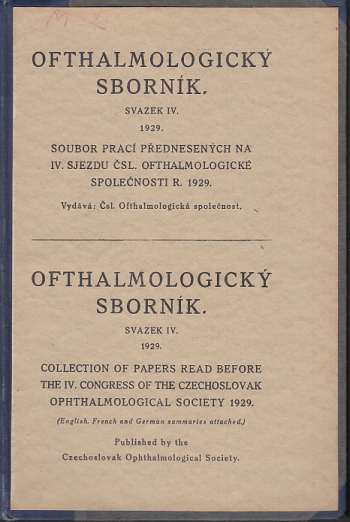 OFTHALMOLOGICKÝ
SBORNÍK.
SVAZEK IV.
1929.
SOUBOR PRACÍ PŘEDNESENÝCH NA
IV. SJEZDU ČSL. OFTHALMOLOGICKÉ
SPOLEČNOSTI R. 1929.
Vydává: Čsl. Ofthalmologická společnost.
OFTHALMOLOGICKÝ
SBORNÍK.
SVAZEK IV.
1929.
COLLECTION OF PAPERS READ BEFORE
THE IV. CONGRESS OF THE CZECHOSLOVAK
OPHTHALMOLOGICAL SOCIETY 1929.
(English, French and German summaries attached.)
Published by the
Czechoslovak Ophthalmological Society.